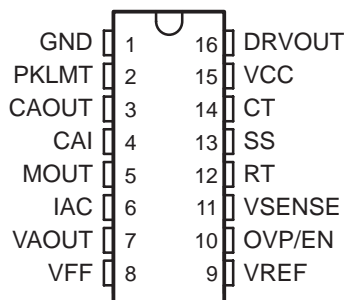 GND 1 16 DRVOUT
PKLMT 2 15 VCC
CAOUT 3 14 CT
CAI 4 13 SS
MOUT 5 12 RT
IAC 6 11 VSENSE
VAOUT 7 10 OVP/EN
VFF 8 9 VREF